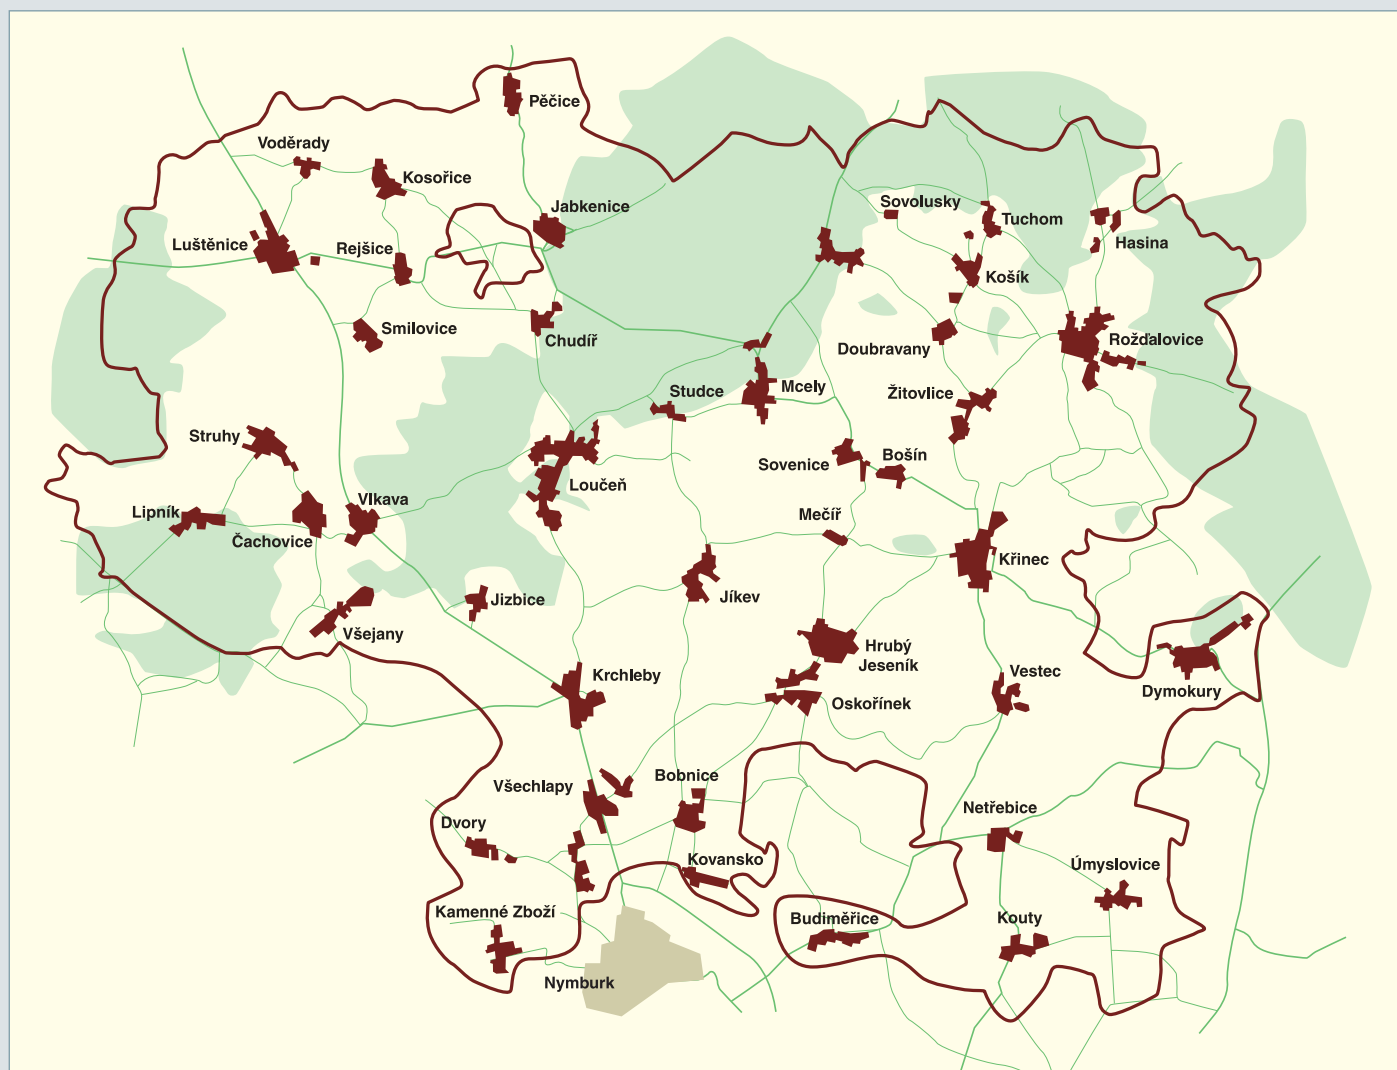 Pěčice
Voděrady
Kosořice
Jabkenice
Sovolusky
Tuchom
Luštěnice
Rejšice
Hasina
Košík
Smilovice
Chudíř
Doubravany
Rožďalovice
Studce
Mcely
Žitovlice
Struhy
Sovenice
Bošín
Loučeň
Vlkava
Lipník
Čachovice
Mečíř
Křinec
Jizbice
Jíkev
Všejany
Hrubý
Jeseník
Krchleby
Vestec
Dymokury
Oskořínek
Všechlapy
Bobnice
Netřebice
Dvory
Kovansko
Úmyslovice
Kamenné Zboží
Budiměřice
Kouty
Nymburk